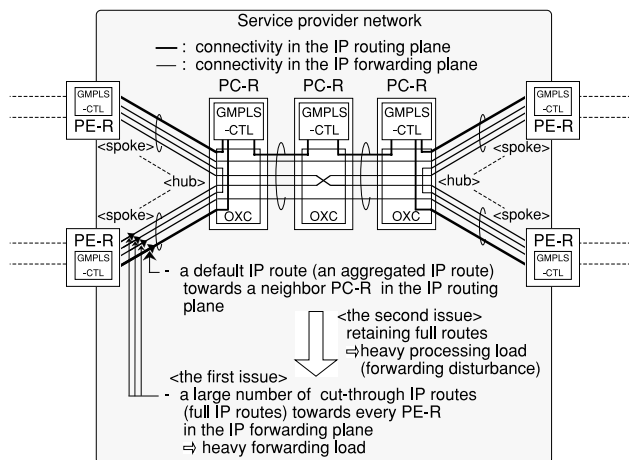 Service provider network
: connectivity in the IP routing plane
: connectivity in the IP forwarding plane
PC-R PC-R PC-R
GMPLS
-CTL
PE-R
GMPLS
-CTL
GMPLS
-CTL
GMPLS
-CTL
GMPLS
-CTL
PE-R
<spoke>
<spoke>
<hub>
<hub>
<spoke>
<spoke>
OXC
OXC
OXC
PE-R
GMPLS
-CTL
PE-R
GMPLS
-CTL
- a default IP route (an aggregated IP route)
towards a neighbor PC-R in the IP routing
plane
<the second issue>
retaining full routes
⇨heavy processing load
(forwarding disturbance)
<the first issue>
- a large number of cut-through IP routes
(full IP routes) towards every PE-R
in the IP forwarding plane
⇨ heavy forwarding load